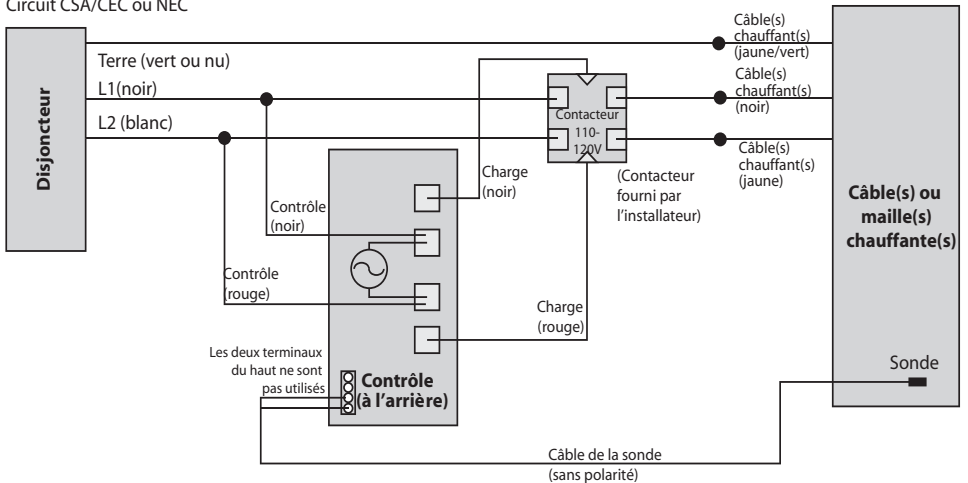 Circuit CSA/CEC ou NEC
Câble(s)
chauffant(s)
(jaune/vert)
Terre (vert ou nu)
L1(noir)
Câble(s)
chauffant(s)
(noir)
L2 (blanc)
Disjoncteur
Contacteur
110-
120V
Câble(s)
chauffant(s)
(jaune)
Charge
(noir)
(Contacteur
fourni par
l'installateur)
Câble(s) ou
maille(s)
chauffante(s)
Contrôle
(noir)
Contrôle
(rouge)
Charge
(rouge)
Les deux terminaux
du haut ne sont
pas utilisés
Contrôle
(à l'arrière)
Sonde
Câble de la sonde
(sans polarité)